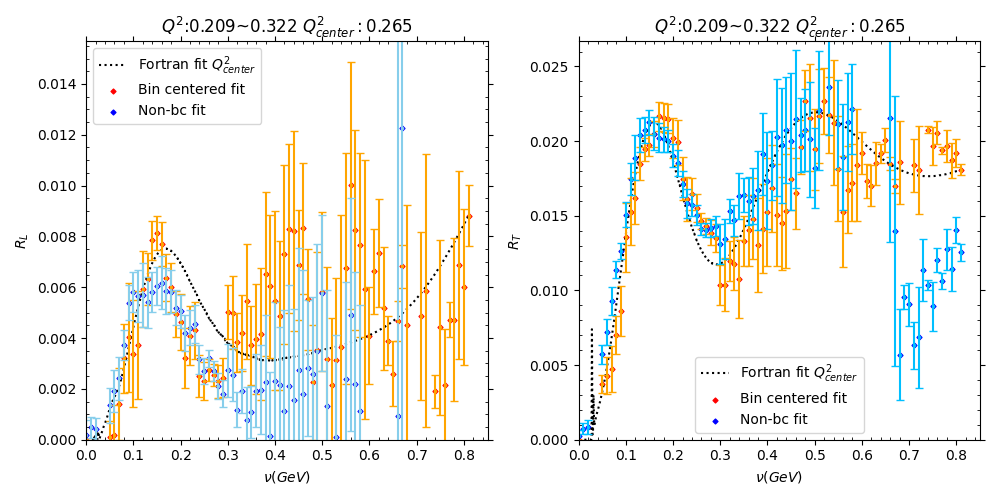 Q²:0.209~0.322 Q²center : 0.265
Fortran fit Q²center
Bin centered fit
Non-bc fit
0.014
0.012
0.010
0.008
0.006
0.004
0.002
0.000
R_L
0.0 0.1 0.2 0.3 0.4 0.5 0.6 0.7 0.8
ν(GeV)
Q²:0.209~0.322 Q²center : 0.265
0.025
0.020
0.015
0.010
0.005
0.000
R_T
Fortran fit Q²center
Bin centered fit
Non-bc fit
0.0 0.1 0.2 0.3 0.4 0.5 0.6 0.7 0.8
ν(GeV)